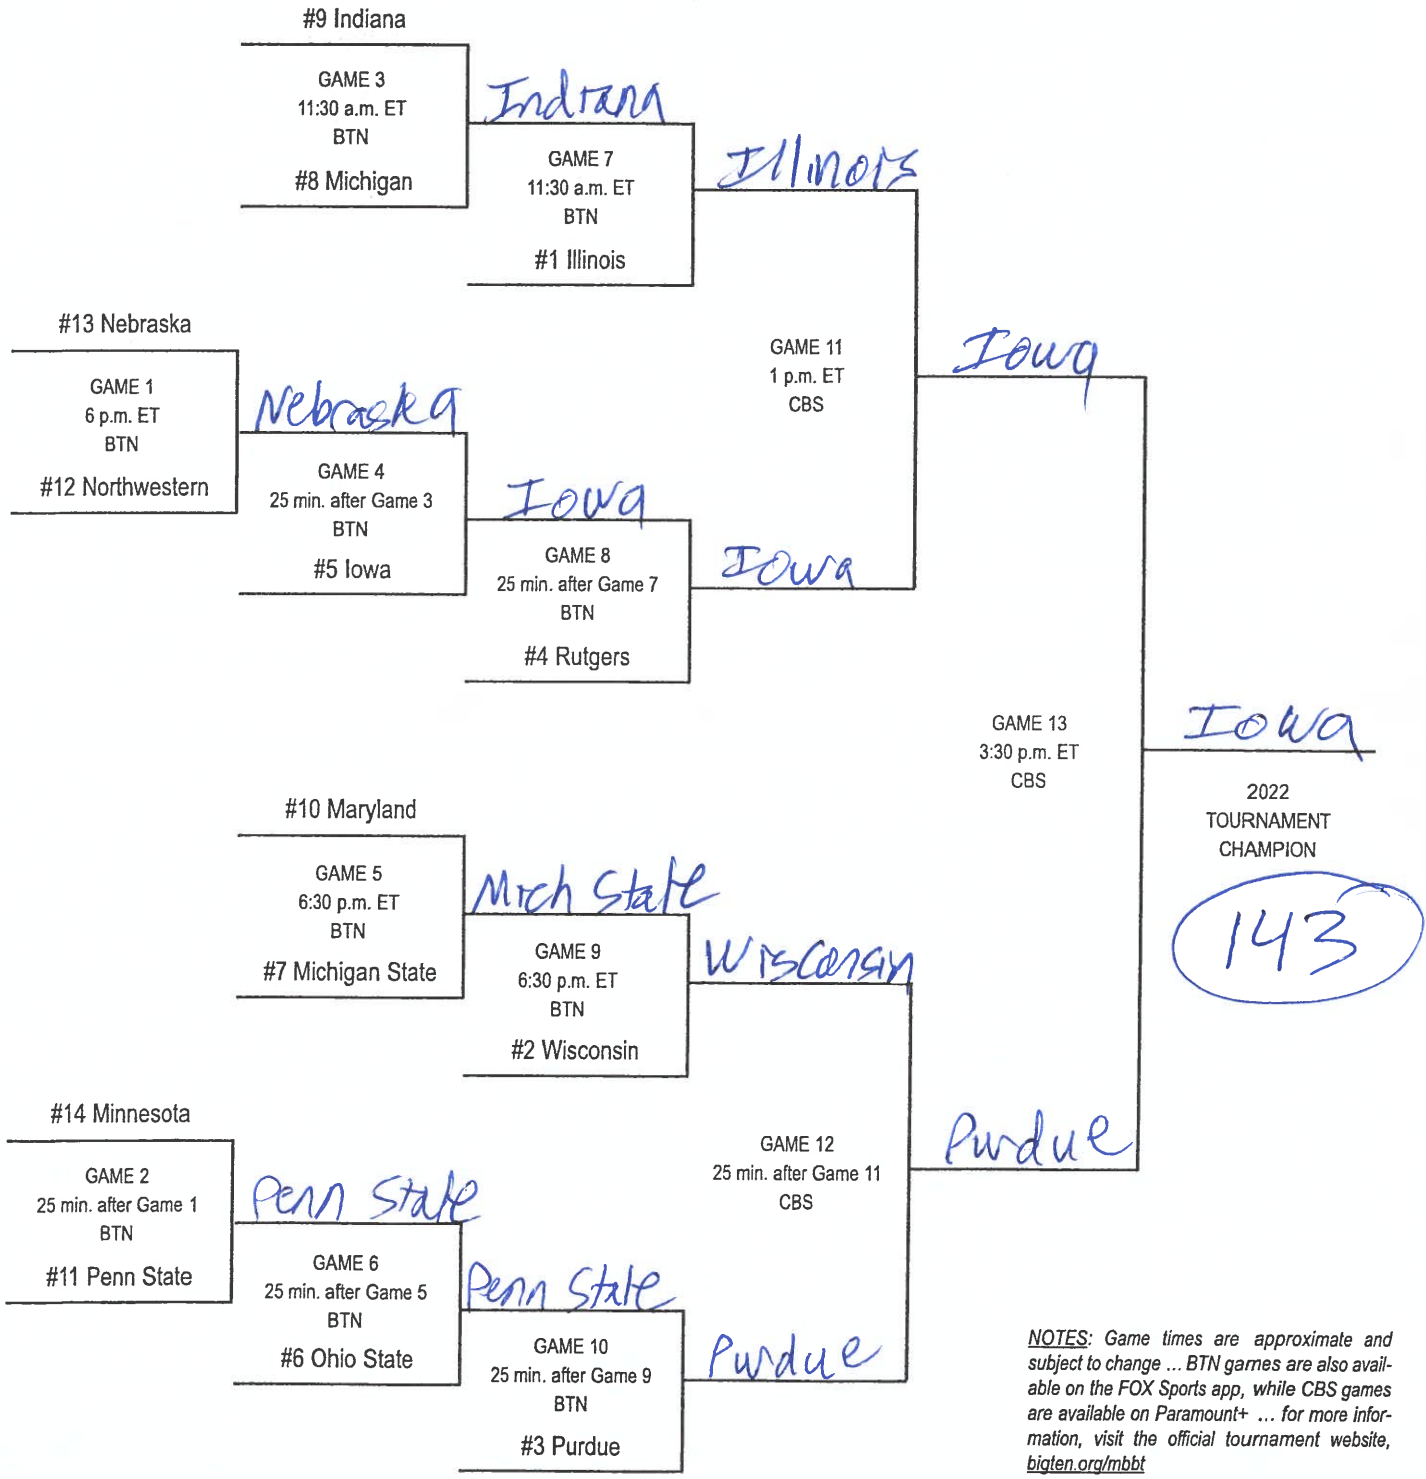 #9 Indiana
GAME 3
11:30 a.m. ET
BTN
#8 Michigan
Indiana
GAME 7
11:30 a.m. ET
BTN
#1 Illinois
Illinois
#13 Nebraska
GAME 1
6 p.m. ET
BTN
#12 Northwestern
Nebraska
GAME 4
25 min. after Game 3
BTN
#5 Iowa
Iowa
GAME 8
25 min. after Game 7
BTN
#4 Rutgers
Iowa
GAME 11
1 p.m. ET
CBS
Iowa
GAME 13
3:30 p.m. ET
CBS
Iowa
2022
TOURNAMENT
CHAMPION
143
#10 Maryland
GAME 5
6:30 p.m. ET
BTN
#7 Michigan State
Mich State
GAME 9
6:30 p.m. ET
BTN
#2 Wisconsin
Wisconsin
#14 Minnesota
GAME 2
25 min. after Game 1
BTN
#11 Penn State
Penn State
GAME 6
25 min. after Game 5
BTN
#6 Ohio State
Penn State
GAME 10
25 min. after Game 9
BTN
#3 Purdue
Purdue
GAME 12
25 min. after Game 11
CBS
Purdue
NOTES: Game times are approximate and
subject to change ... BTN games are also avail-
able on the FOX Sports app, while CBS games
are available on Paramount+ ... for more infor-
mation, visit the official tournament website,
bigten.org/mbbt